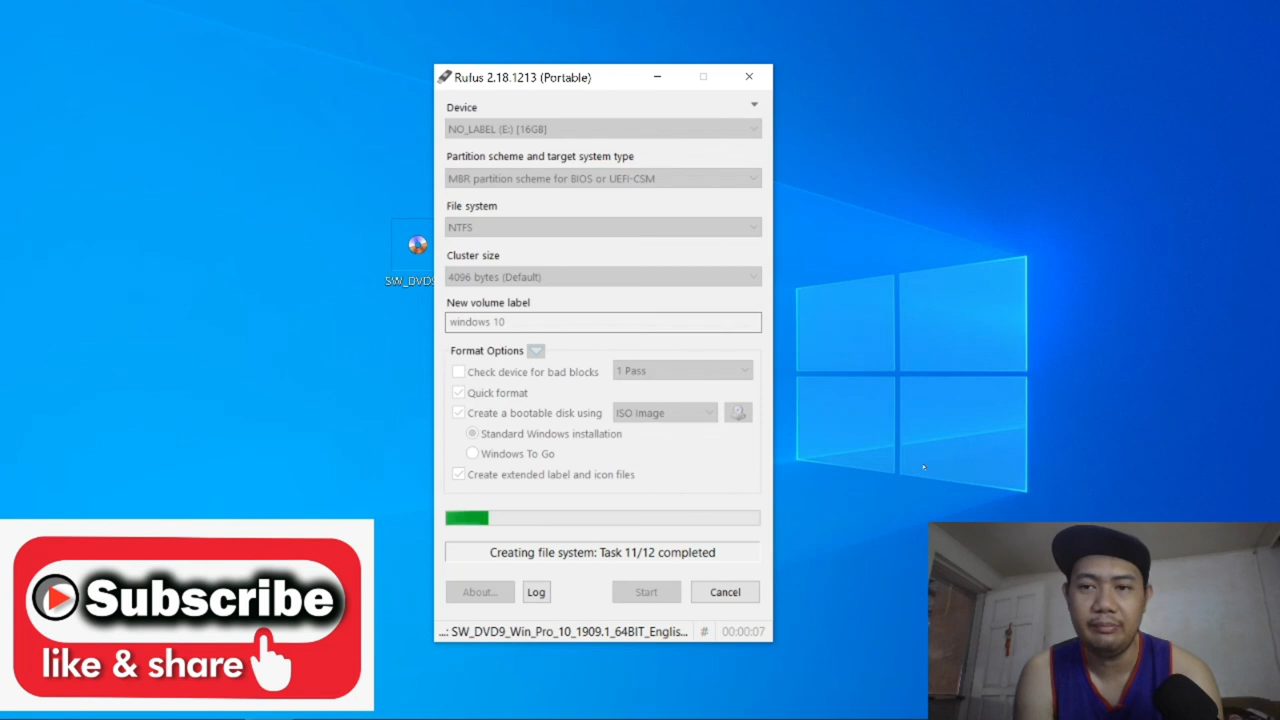 Rufus 2.18.1213 (Portable)
Device
NO_LABEL (E:) [16GB]
Partition scheme and target system type
MBR partition scheme for BIOS or UEFI-CSM
File system
NTFS
Cluster size
4096 bytes (Default)
New volume label
windows 10
Format Options
Check device for bad blocks 1 Pass
Quick format
Create a bootable disk using ISO Image
Standard Windows installation
Windows To Go
Create extended label and icon files
Creating file system: Task 11/12 completed
About... Log Start Cancel
...: SW_DVD9_Win_Pro_10_1909.1_64BIT_Englis... # 00:00:07
SW_DVD9
Subscribe
like & share